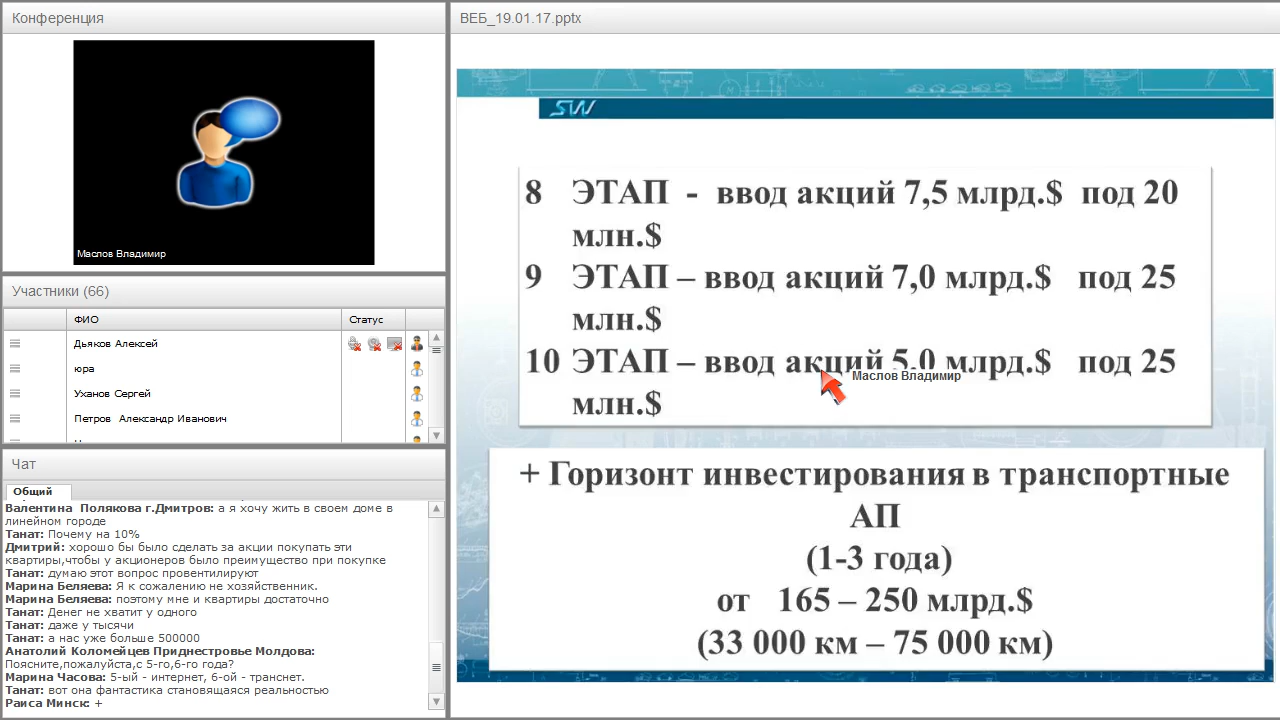 Конференция
Маслов Владимир
Участники (66)
ФИО
Статус
Дьяков Алексей
юра
Уханов Сергей
Петров Александр Иванович
Чат
Общий
Валентина Полякова г.Дмитров: а я хочу жить в своем доме в
линейном городе
Танат: Почему на 10%
Дмитрий: хорошо бы было сделать за акции покупать эти
квартиры,чтобы у акционеров было преимущество при покупке
Танат: думаю этот вопрос провентилируют
Марина Беляева: Я к сожалению не хозяйственник.
Марина Беляева: поэтому мне и квартиры достаточно
Танат: Денег не хватит у одного
Танат: даже у тысячи
Танат: а нас уже больше 500000
Анатолий Коломейцев Приднестровье Молдова:
Поясните,пожалуйста,с 5-го,6-го года?
Марина Часова: 5-ый - интернет, 6-ой - транснет.
Танат: вот она фантастика становящаяся реальностью
Раиса Минск: +
ВЕБ_19.01.17.pptx
SW
8 ЭТАП - ввод акций 7,5 млрд.$ под 20
млн.$
9 ЭТАП – ввод акций 7,0 млрд.$ под 25
млн.$
10 ЭТАП – ввод акций 5,0 млрд.$ под 25
Маслов Владимир
млн.$
+ Горизонт инвестирования в транспортные
АП
(1-3 года)
от 165 – 250 млрд.$
(33 000 км – 75 000 км)